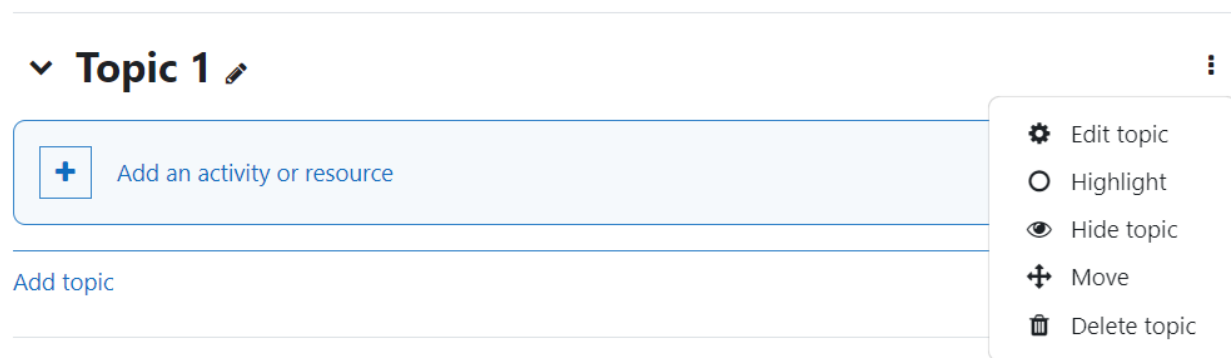 Topic 1
Add an activity or resource
Add topic
Edit topic
Highlight
Hide topic
Move
Delete topic